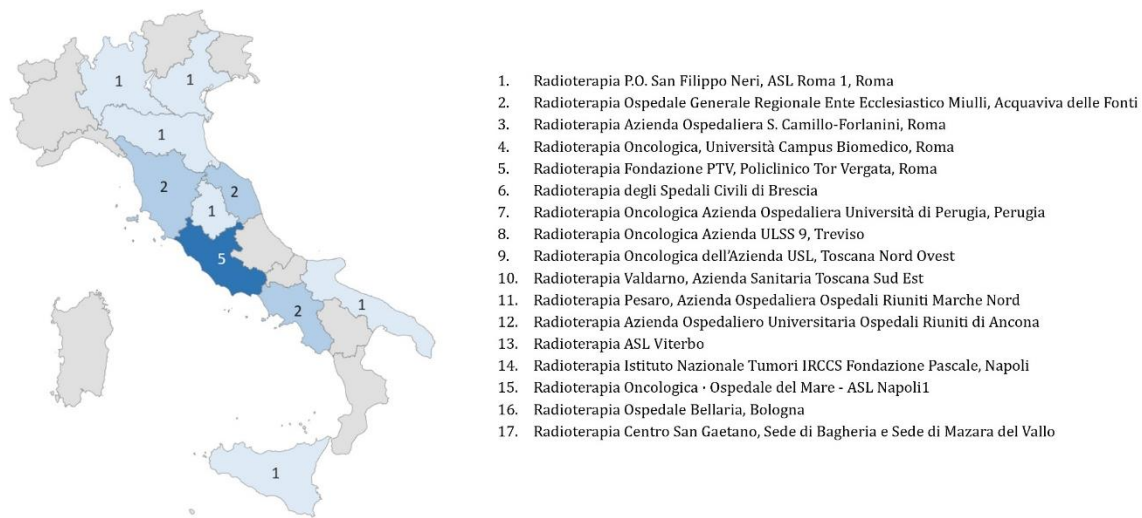 1
1
1
2
2
1
5
2
1
1
1. Radioterapia P.O. San Filippo Neri, ASL Roma 1, Roma
2. Radioterapia Ospedale Generale Regionale Ente Ecclesiastico Miulli, Acquaviva delle Fonti
3. Radioterapia Azienda Ospedaliera S. Camillo-Forlanini, Roma
4. Radioterapia Oncologica, Università Campus Biomedico, Roma
5. Radioterapia Fondazione PTV, Policlinico Tor Vergata, Roma
6. Radioterapia degli Spedali Civili di Brescia
7. Radioterapia Oncologica Azienda Ospedaliera Università di Perugia, Perugia
8. Radioterapia Oncologica Azienda ULSS 9, Treviso
9. Radioterapia Oncologica dell'Azienda USL, Toscana Nord Ovest
10. Radioterapia Valdarno, Azienda Sanitaria Toscana Sud Est
11. Radioterapia Pesaro, Azienda Ospedaliera Ospedali Riuniti Marche Nord
12. Radioterapia Azienda Ospedaliero Universitaria Ospedali Riuniti di Ancona
13. Radioterapia ASL Viterbo
14. Radioterapia Istituto Nazionale Tumori IRCCS Fondazione Pascale, Napoli
15. Radioterapia Oncologica · Ospedale del Mare - ASL Napoli1
16. Radioterapia Ospedale Bellaria, Bologna
17. Radioterapia Centro San Gaetano, Sede di Bagheria e Sede di Mazara del Vallo